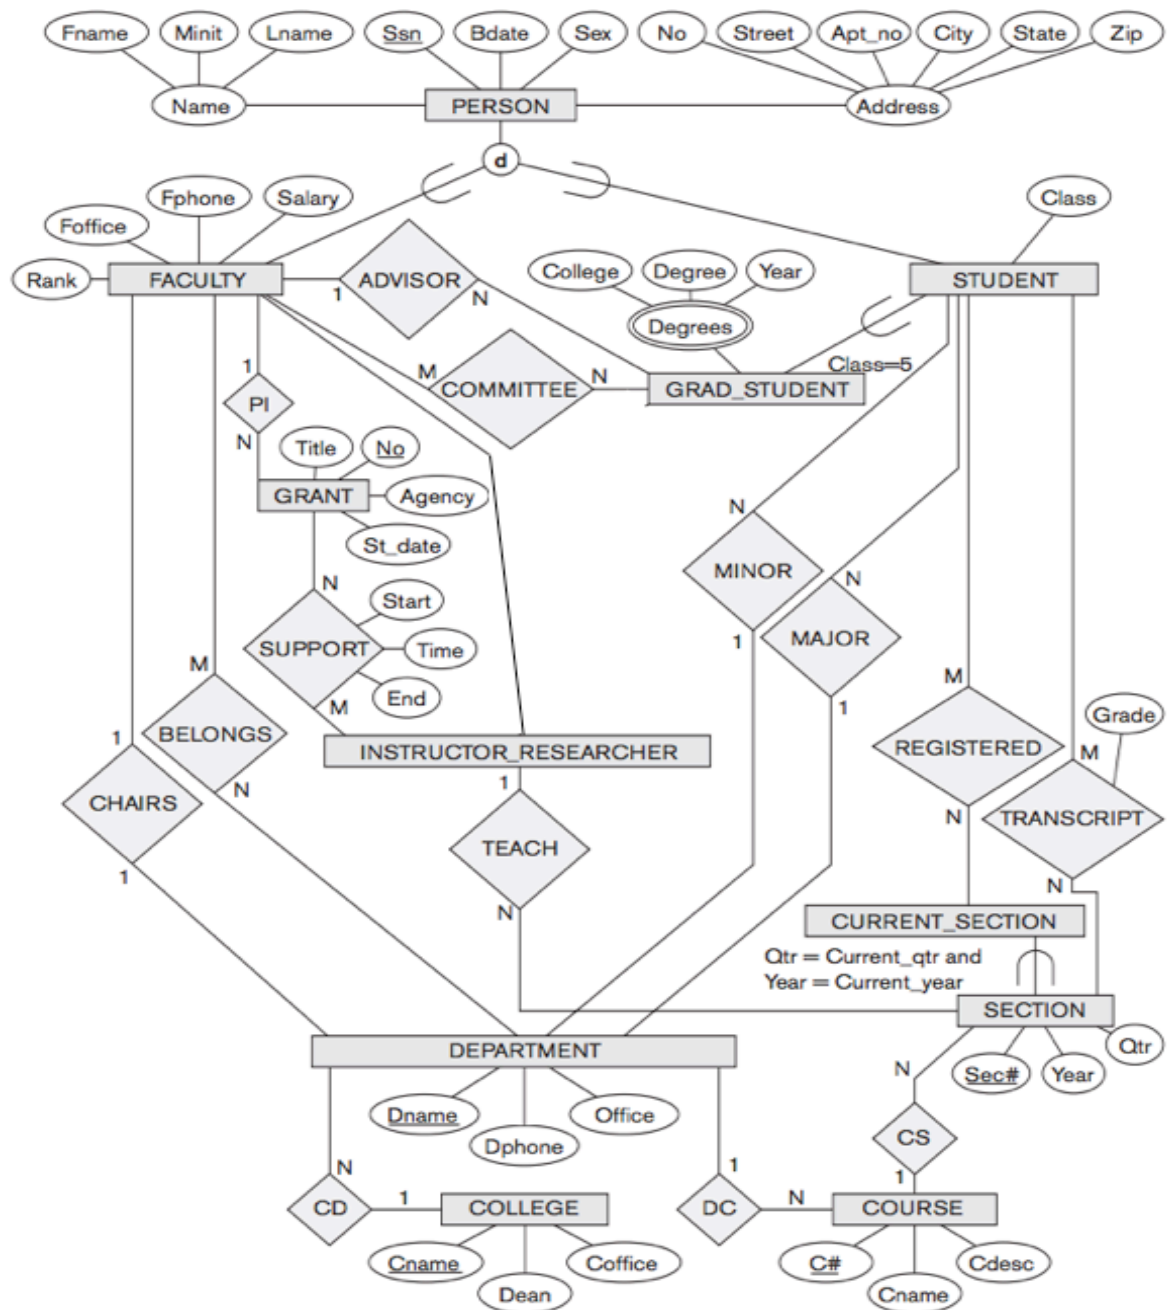 Fname Minit Lname Ssn Bdate Sex No Street Apt_no City State Zip
Name PERSON Address
d
Fphone Salary Class
Foffice
Rank FACULTY ADVISOR College Degree Year STUDENT
1 N
Degrees
Class=5
1 M COMMITTEE N GRAD_STUDENT
PI
N Title No
GRANT Agency
N
St_date
MINOR
N N
Start
SUPPORT Time 1 MAJOR
M
End M
M 1 Grade
1 BELONGS INSTRUCTOR_RESEARCHER REGISTERED M
1
CHAIRS N
N TRANSCRIPT
TEACH
1
N N
CURRENT_SECTION
Qtr = Current_qtr and
Year = Current_year
SECTION
DEPARTMENT Qtr
N Sec# Year
Dname Office
Dphone CS
N 1 1
CD 1 COLLEGE DC N COURSE
Cname Coffice C# Cdesc
Dean Cname